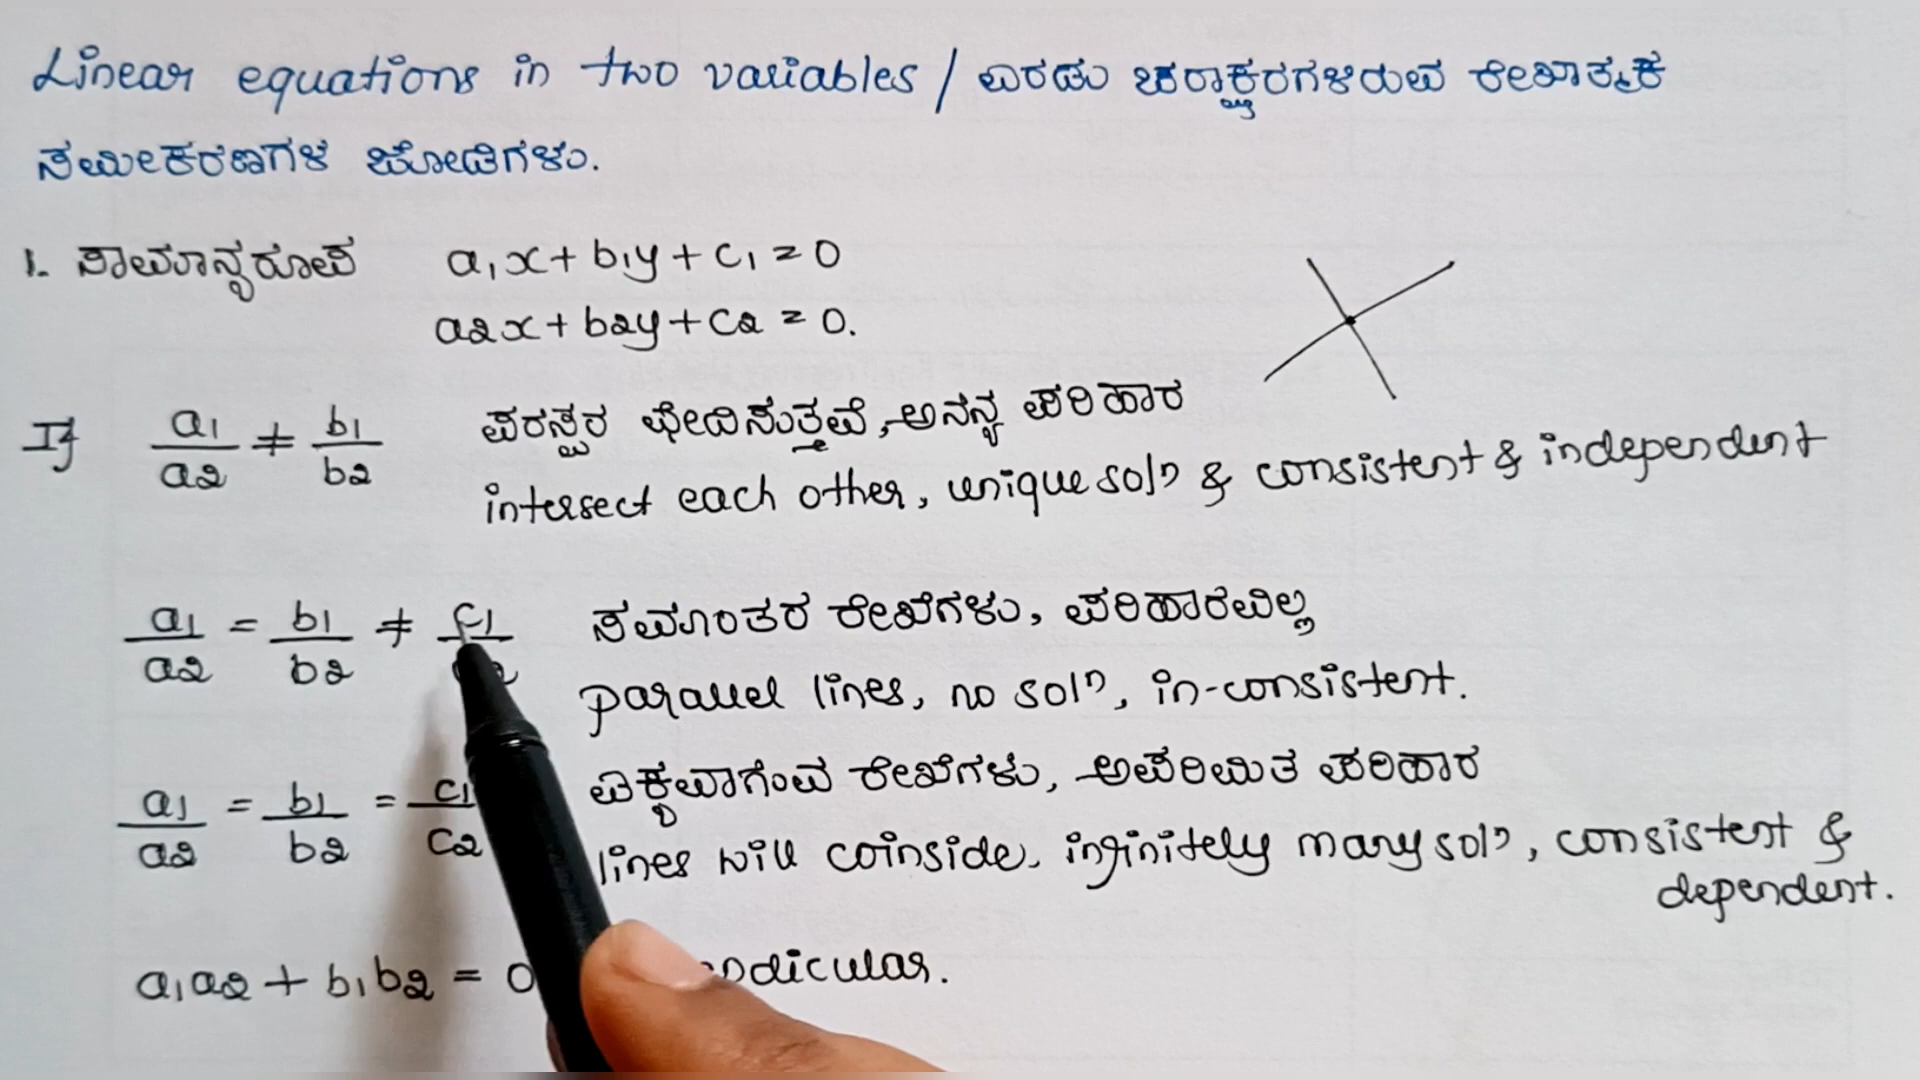 Linear equations in two variables / ಎರಡು ಚರಾಕ್ಷರಗಳಿರುವ ರೇಖಾತ್ಮಕ
ಸಮೀಕರಣಗಳ ಜೋಡಿಗಳು.
1. ಸಾಮಾನ್ಯರೂಪ a₁x + b₁y + c₁ = 0
a2x + b2y + c2 = 0.
If a₁/a2 ≠ b₁/b2 ಪರಸ್ಪರ ಛೇದಿಸುತ್ತವೆ, ಅನನ್ಯ ಪರಿಹಾರ
intersect each other, unique solⁿ & consistent & independent
a₁/a2 = b₁/b2 ≠ c₁/c2 ಸಮಾಂತರ ರೇಖೆಗಳು, ಪರಿಹಾರವಿಲ್ಲ
parallel lines, no solⁿ, in-consistent.
a₁/a2 = b₁/b2 = c₁/c2 ಐಕ್ಯವಾಗಿಂವ ರೇಖೆಗಳು, ಅಪರಿಮಿತ ಪರಿಹಾರ
lines will coinside, infinitely many solⁿ, consistent &
dependent.
a₁a2 + b₁b2 = 0 ndicular.